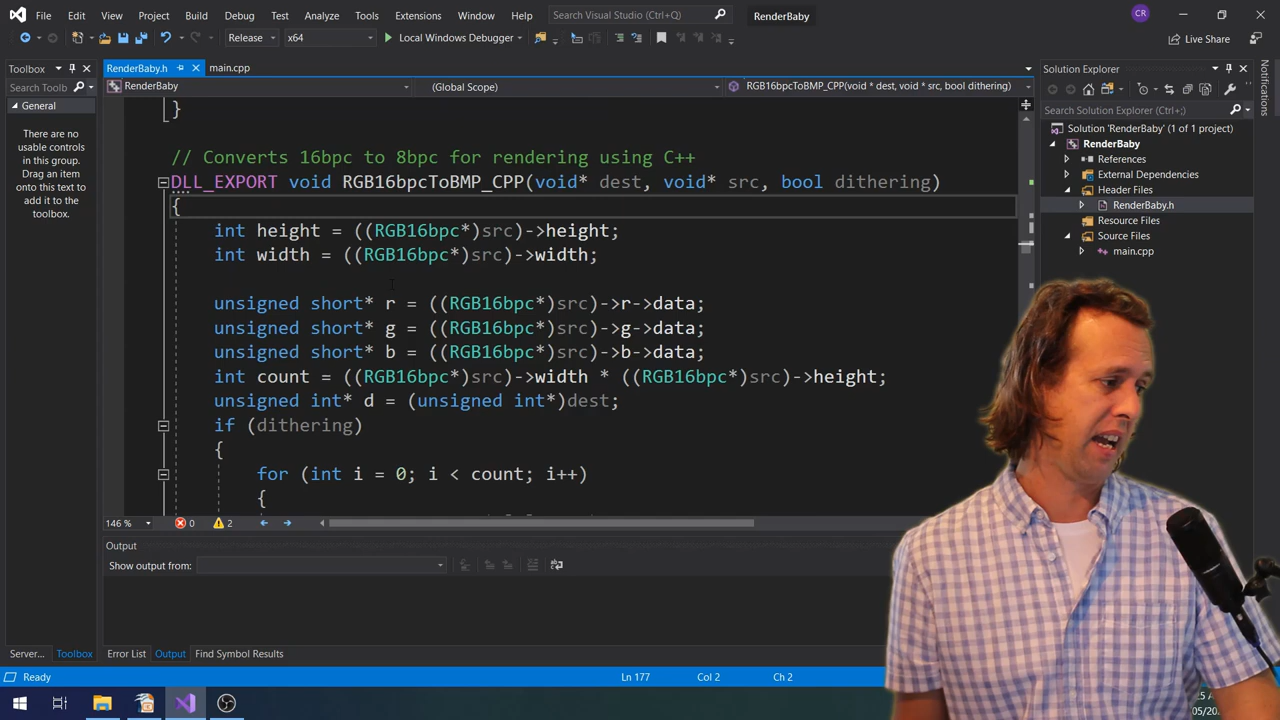 File Edit View Project Build Debug Test Analyze Tools Extensions Window Help Search Visual Studio (Ctrl+Q) RenderBaby CR
Release x64 Local Windows Debugger Live Share
Toolbox
Search Toolbox
General
There are no
usable controls
in this group.
Drag an item
onto this text to
add it to the
toolbox.
RenderBaby.h main.cpp
RenderBaby (Global Scope) RGB16bpcToBMP_CPP(void * dest, void * src, bool dithering)
}
// Converts 16bpc to 8bpc for rendering using C++
DLL_EXPORT void RGB16bpcToBMP_CPP(void* dest, void* src, bool dithering)
{
int height = ((RGB16bpc*)src)->height;
int width = ((RGB16bpc*)src)->width;
unsigned short* r = ((RGB16bpc*)src)->r->data;
unsigned short* g = ((RGB16bpc*)src)->g->data;
unsigned short* b = ((RGB16bpc*)src)->b->data;
int count = ((RGB16bpc*)src)->width * ((RGB16bpc*)src)->height;
unsigned int* d = (unsigned int*)dest;
if (dithering)
{
for (int i = 0; i < count; i++)
{
146 % 0 2
Output
Show output from:
Server... Toolbox Error List Output Find Symbol Results
Ready Ln 177 Col 2 Ch 2
Solution Explorer
Search Solution Explorer (Ctrl+;)
Solution 'RenderBaby' (1 of 1 project)
RenderBaby
References
External Dependencies
Header Files
RenderBaby.h
Resource Files
Source Files
main.cpp
Notifications